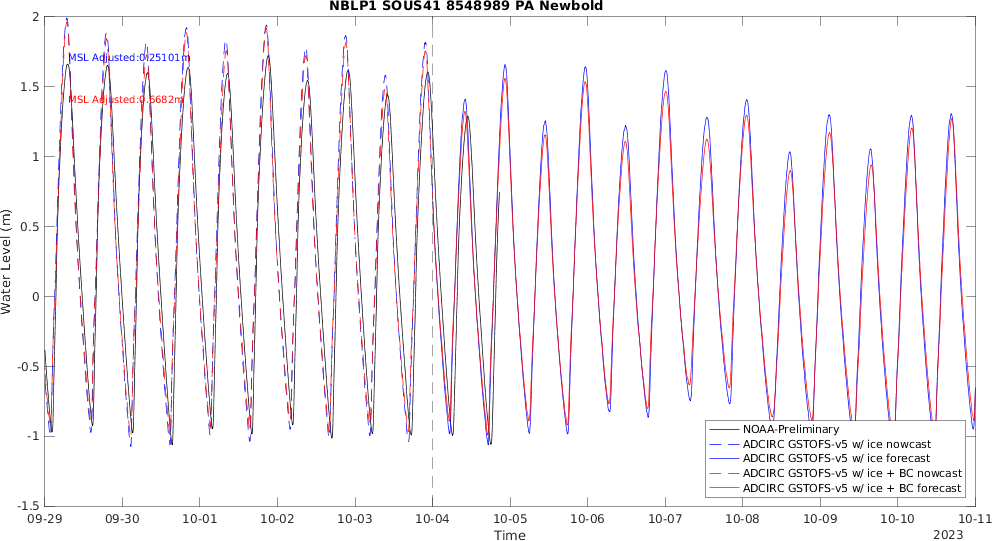 NBLP1 SOUS41 8548989 PA Newbold
2
1.5
1
0.5
0
-0.5
-1
-1.5
Water Level (m)
MSL Adjusted:0.25101m
MSL Adjusted:0.6682m
NOAA-Preliminary
ADCIRC GSTOFS-v5 w/ ice nowcast
ADCIRC GSTOFS-v5 w/ ice forecast
ADCIRC GSTOFS-v5 w/ ice + BC nowcast
ADCIRC GSTOFS-v5 w/ ice + BC forecast
09-29 09-30 10-01 10-02 10-03 10-04 10-05 10-06 10-07 10-08 10-09 10-10 10-11
Time
2023